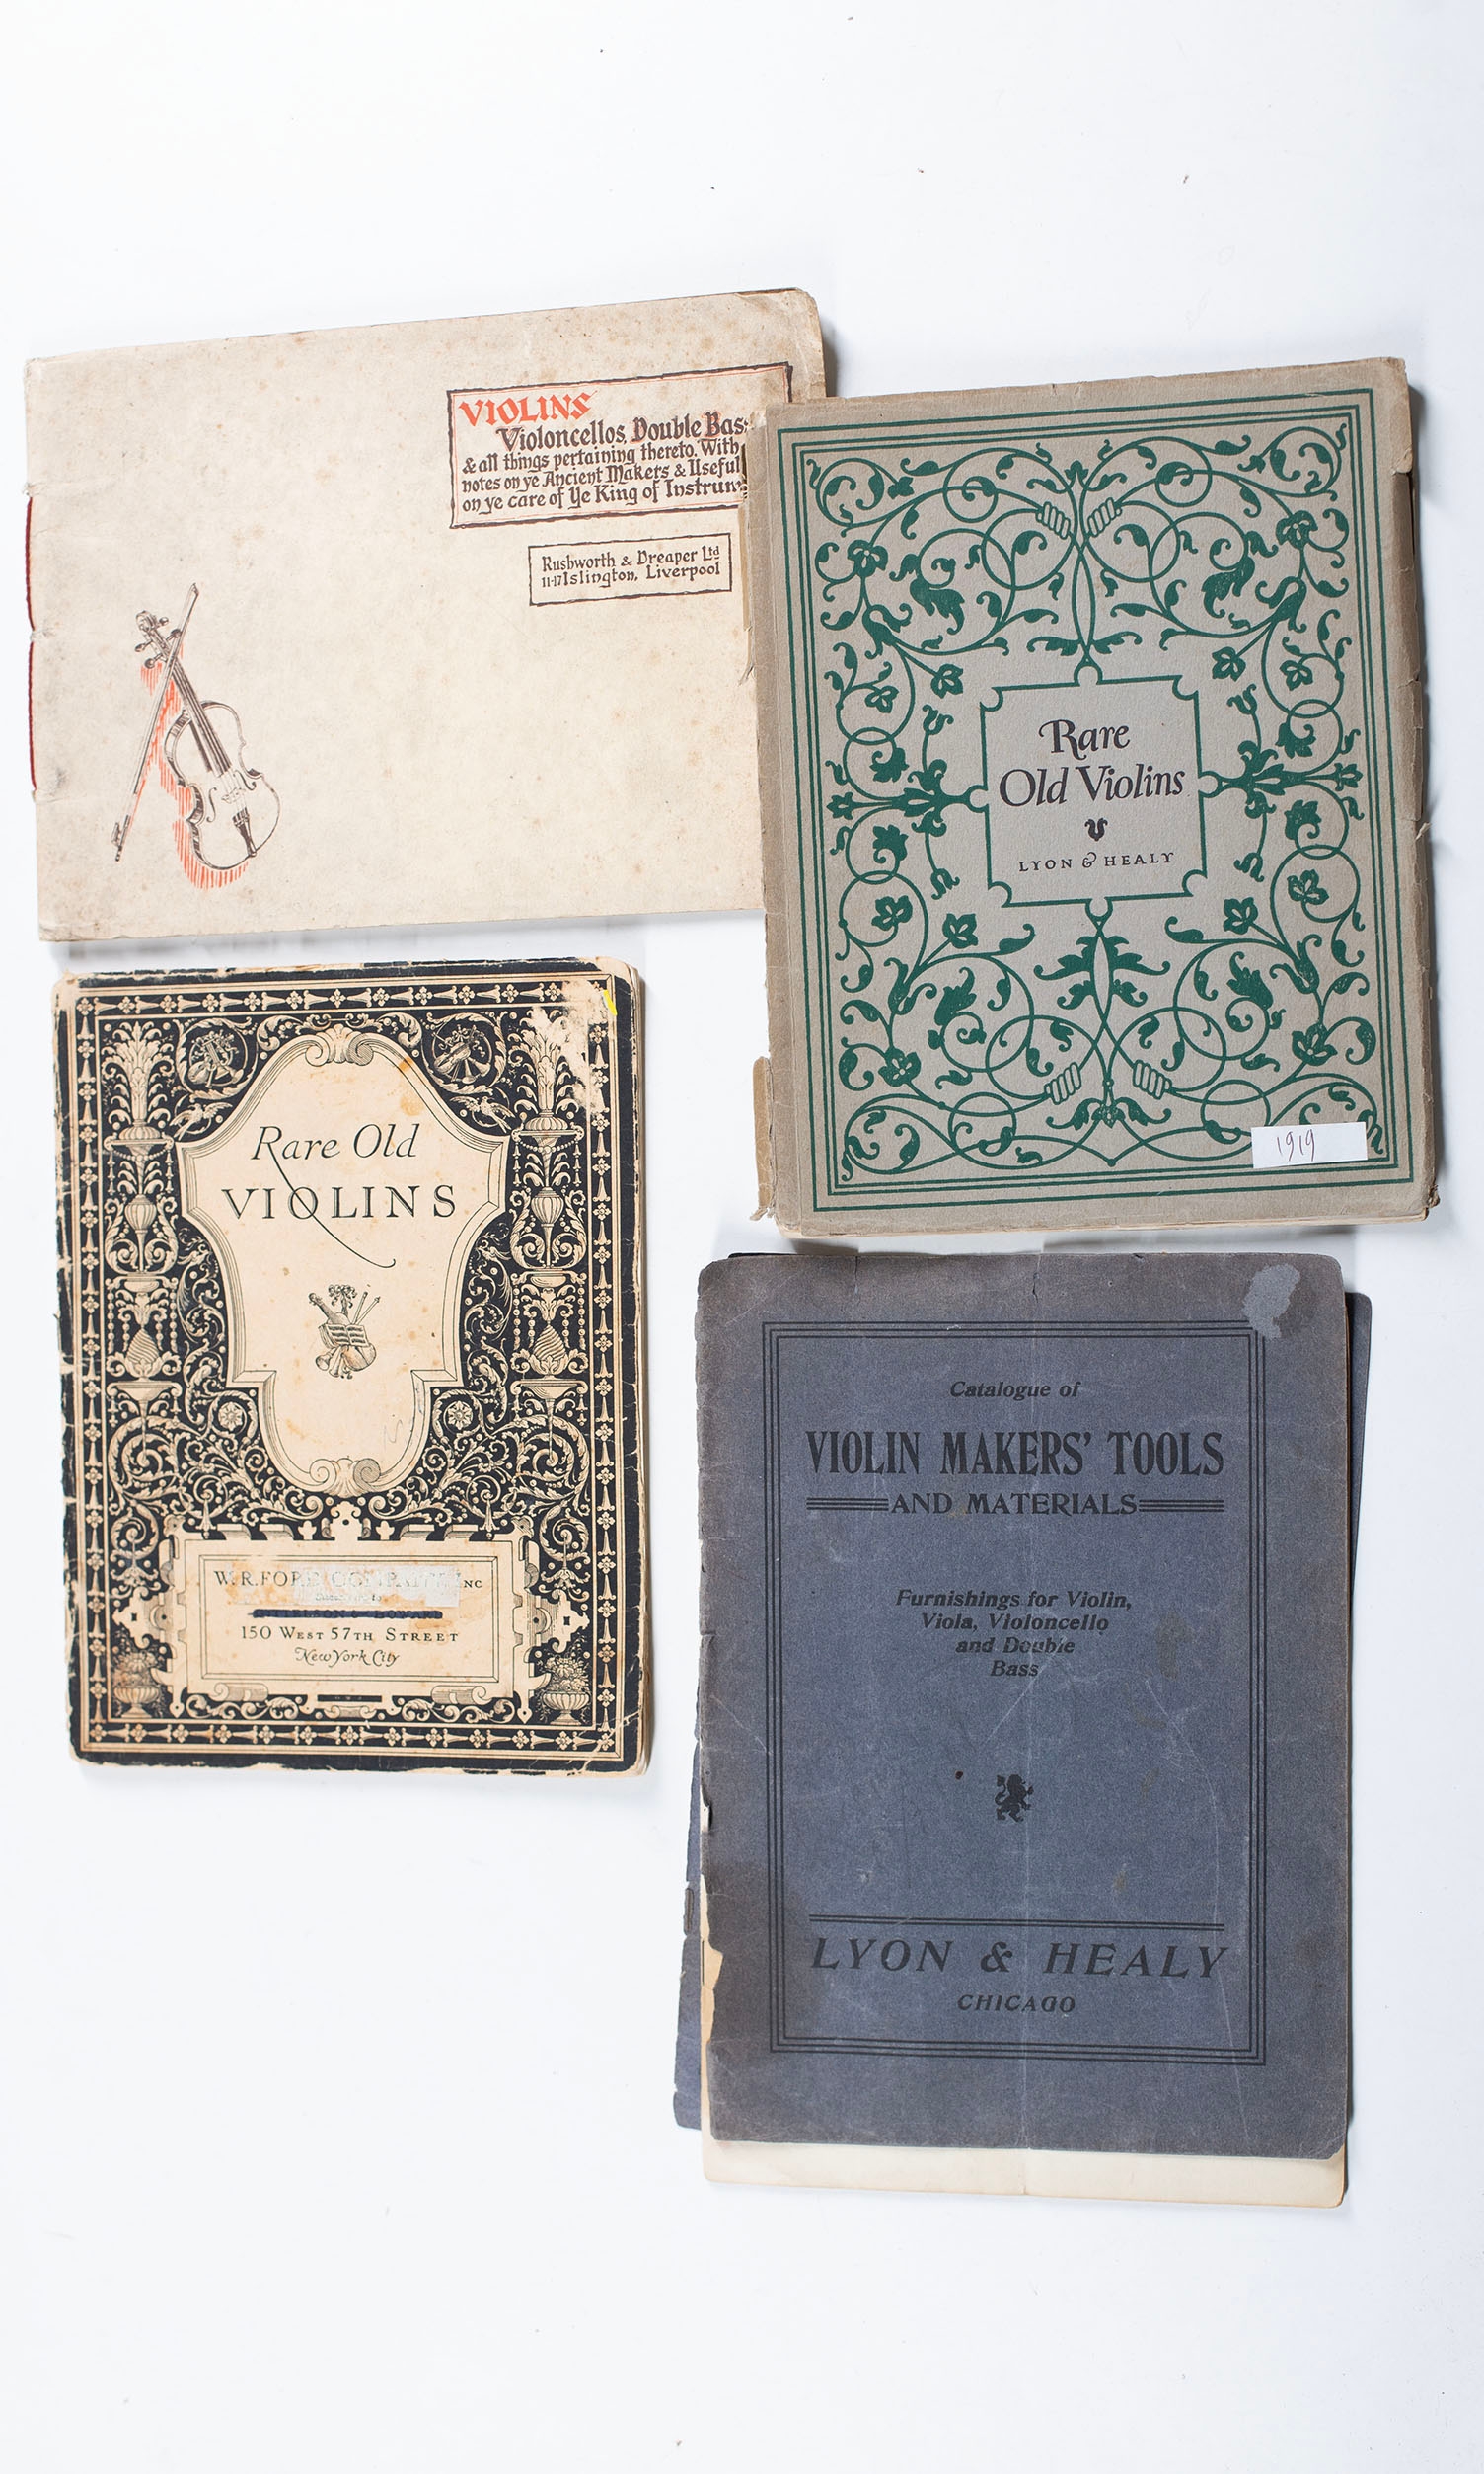 VIOLINS
Violoncellos, Double Bas
& all things pertaining thereto. With
notes on ye Ancient Makers & Useful
on ye care of Ye King of Instrum
Rushworth & Dreaper Ltd
11-17 Islington, Liverpool
Rare
Old Violins
LYON & HEALY
1919
Rare Old
VIOLINS
W. R. FORD COMPANY INC
150 WEST 57TH STREET
New York City
Catalogue of
VIOLIN MAKERS' TOOLS
AND MATERIALS
Furnishings for Violin,
Viola, Violoncello
and Double
Bass
LYON & HEALY
CHICAGO